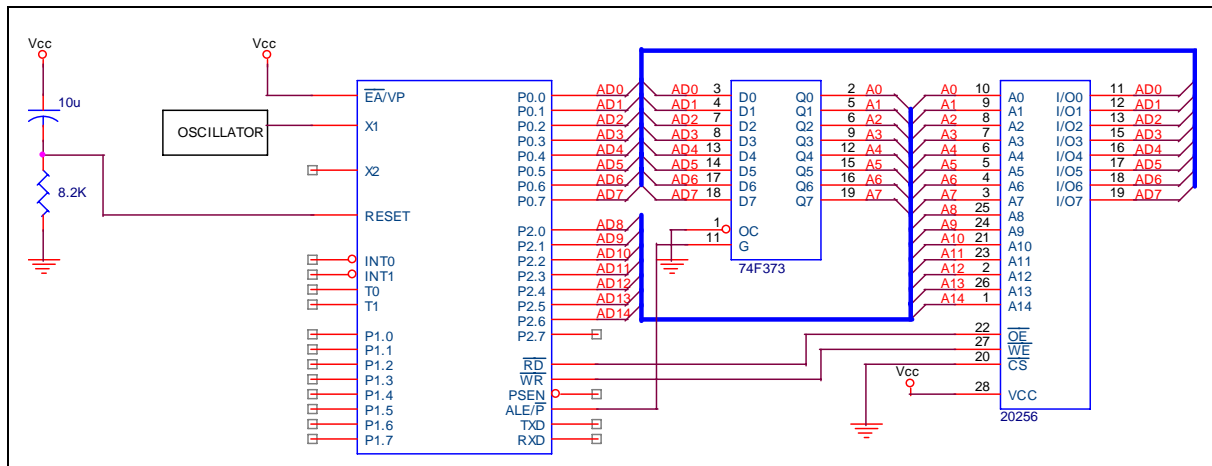 Vcc
10u
8.2K
Vcc
OSCILLATOR
EA/VP
X1
X2
RESET
INT0
INT1
T0
T1
P1.0
P1.1
P1.2
P1.3
P1.4
P1.5
P1.6
P1.7
P0.0
P0.1
P0.2
P0.3
P0.4
P0.5
P0.6
P0.7
P2.0
P2.1
P2.2
P2.3
P2.4
P2.5
P2.6
P2.7
RD
WR
PSEN
ALE/P
TXD
RXD
AD0
AD1
AD2
AD3
AD4
AD5
AD6
AD7
AD8
AD9
AD10
AD11
AD12
AD13
AD14
AD0 3 D0 Q0 2 A0
AD1 4 D1 Q1 5 A1
AD2 7 D2 Q2 6 A2
AD3 8 D3 Q3 9 A3
AD4 13 D4 Q4 12 A4
AD5 14 D5 Q5 15 A5
AD6 17 D6 Q6 16 A6
AD7 18 D7 Q7 19 A7
1 OC
11 G
74F373
A0 10 A0 I/O0 11 AD0
A1 9 A1 I/O1 12 AD1
A2 8 A2 I/O2 13 AD2
A3 7 A3 I/O3 15 AD3
A4 6 A4 I/O4 16 AD4
A5 5 A5 I/O5 17 AD5
A6 4 A6 I/O6 18 AD6
A7 3 A7 I/O7 19 AD7
A8 25 A8
A9 24 A9
A10 21 A10
A11 23 A11
A12 2 A12
A13 26 A13
A14 1 A14
22 OE
27 WE
20 CS
Vcc
28 VCC
20256